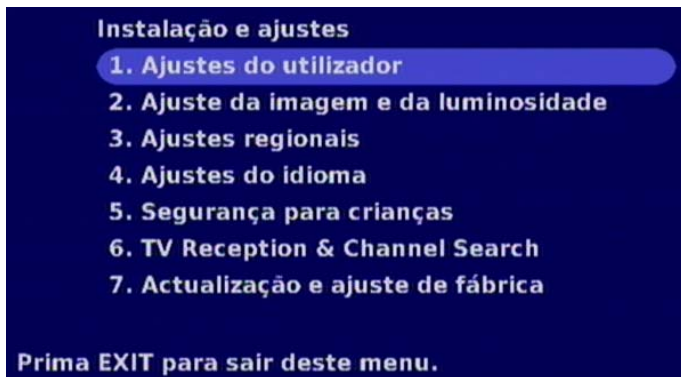 Instalação e ajustes
1. Ajustes do utilizador
2. Ajuste da imagem e da luminosidade
3. Ajustes regionais
4. Ajustes do idioma
5. Segurança para crianças
6. TV Reception & Channel Search
7. Actualização e ajuste de fábrica
Prima EXIT para sair deste menu.